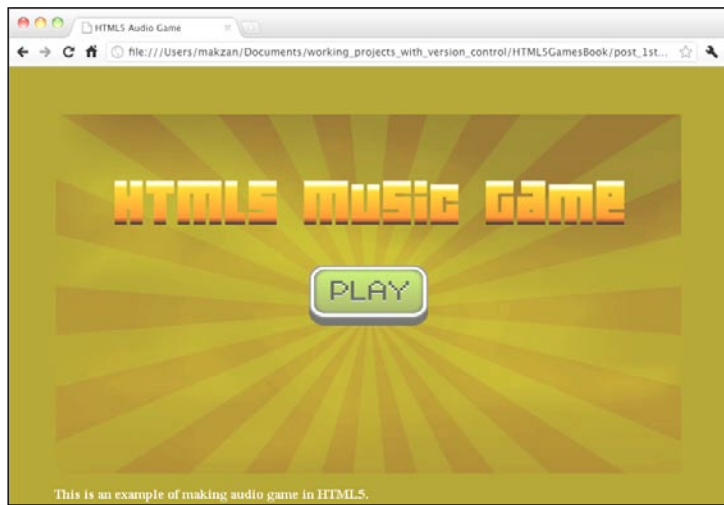 HTML5 Audio Game
file:///Users/makzan/Documents/working_projects_with_version_control/HTML5GamesBook/post_1st...
HTML5 Music Game
PLAY
This is an example of making audio game in HTML5.